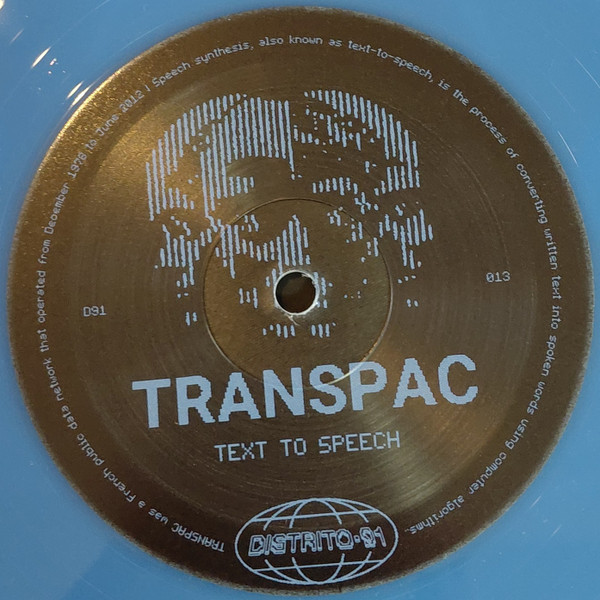 TRANSPAC was a French public data network that operated from December 1978 to June 2012 | Speech synthesis, also known as text-to-speech, is the process of converting written text into spoken words using computer algorithms.
D91
013
TRANSPAC
TEXT TO SPEECH
DISTRITO·91